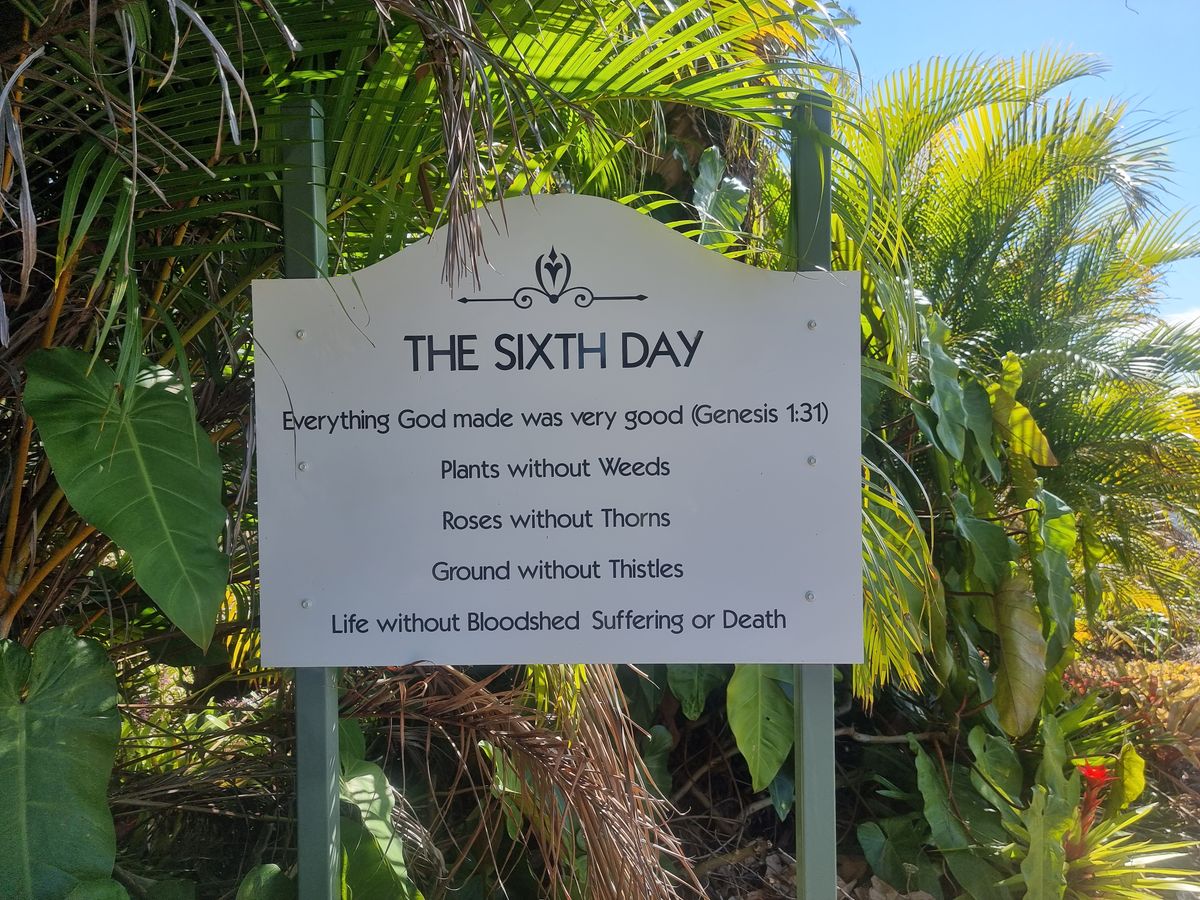 THE SIXTH DAY
Everything God made was very good (Genesis 1:31)
Plants without Weeds
Roses without Thorns
Ground without Thistles
Life without Bloodshed Suffering or Death